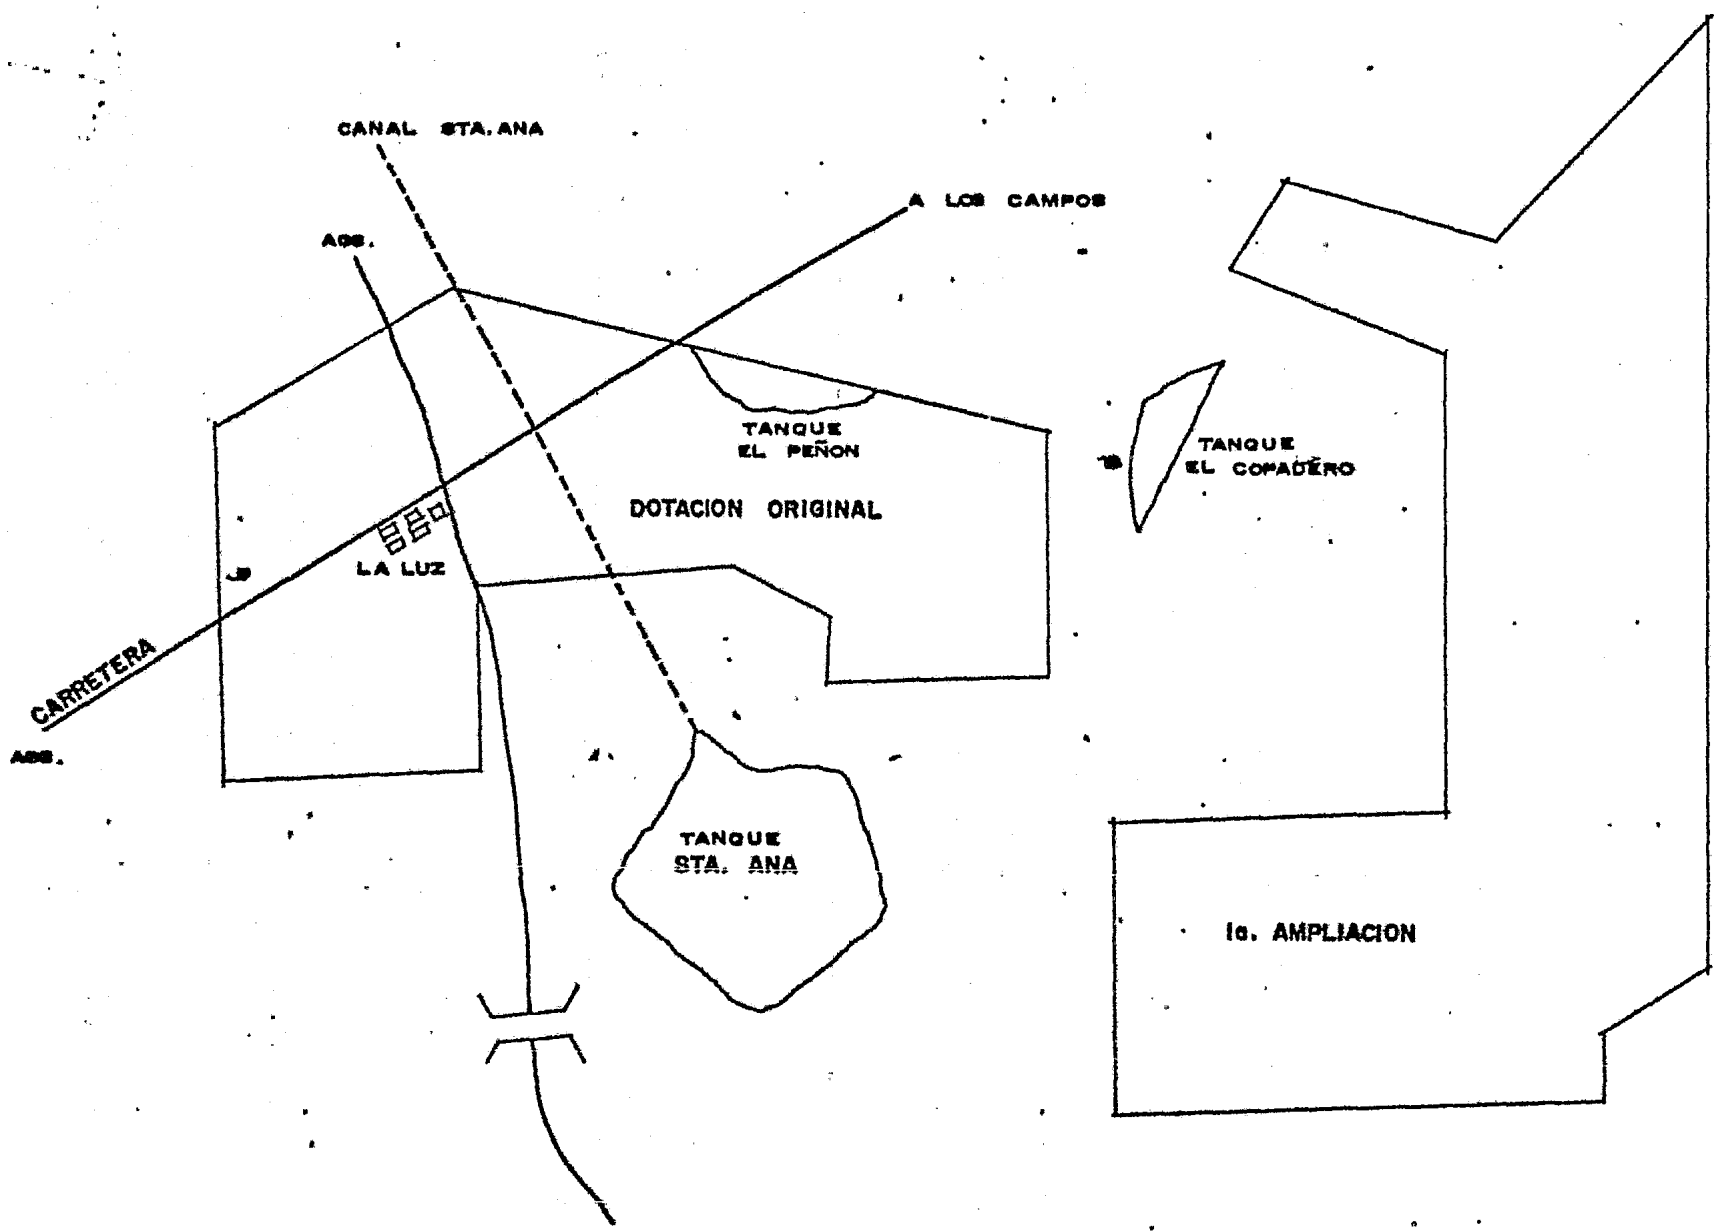 CANAL STA. ANA
A LOS CAMPOS
AGS.
TANQUE
EL PEÑON
TANQUE
EL COPADERO
DOTACION ORIGINAL
LA LUZ
CARRETERA
AGS.
TANQUE
STA. ANA
1a. AMPLIACION